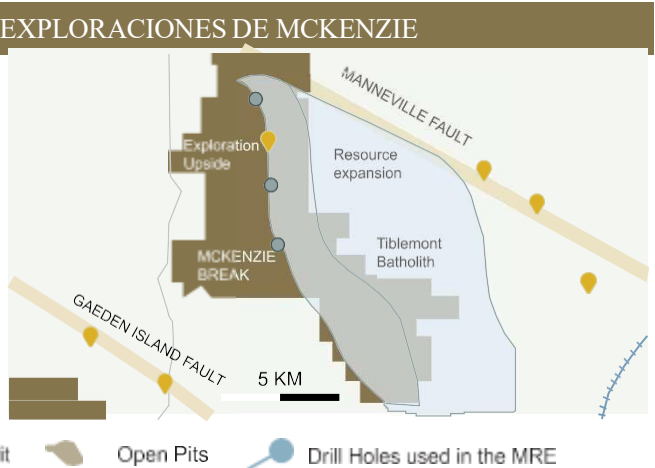 EXPLORACIONES DE MCKENZIE
MANNEVILLE FAULT
Exploration
Upside
Resource
expansion
Tiblemont
Batholith
MCKENZIE
BREAK
GAEDEN ISLAND FAULT
5 KM
it
Open Pits
Drill Holes used in the MRE